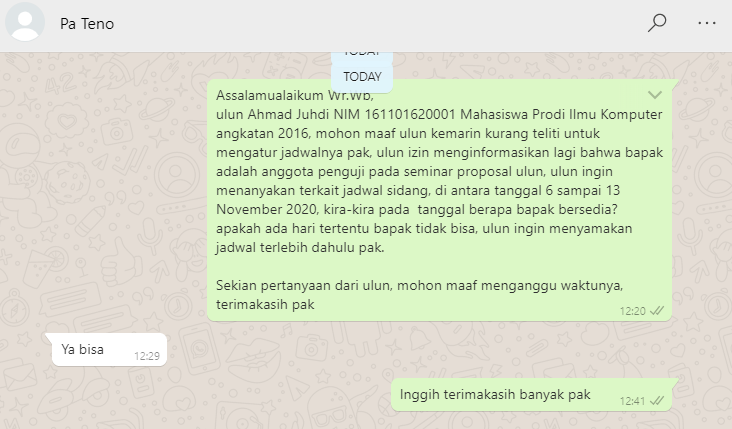 Pa Teno
TODAY
TODAY
Assalamualaikum Wr.Wb,
ulun Ahmad Juhdi NIM 161101620001 Mahasiswa Prodi Ilmu Komputer
angkatan 2016, mohon maaf ulun kemarin kurang teliti untuk
mengatur jadwalnya pak, ulun izin menginformasikan lagi bahwa bapak
adalah anggota penguji pada seminar proposal ulun, ulun ingin
menanyakan terkait jadwal sidang, di antara tanggal 6 sampai 13
November 2020, kira-kira pada  tanggal berapa bapak bersedia?
apakah ada hari tertentu bapak tidak bisa, ulun ingin menyamakan
jadwal terlebih dahulu pak.
Sekian pertanyaan dari ulun, mohon maaf menganggu waktunya,
terimakasih pak
12:20
Ya bisa
12:29
Inggih terimakasih banyak pak
12:41